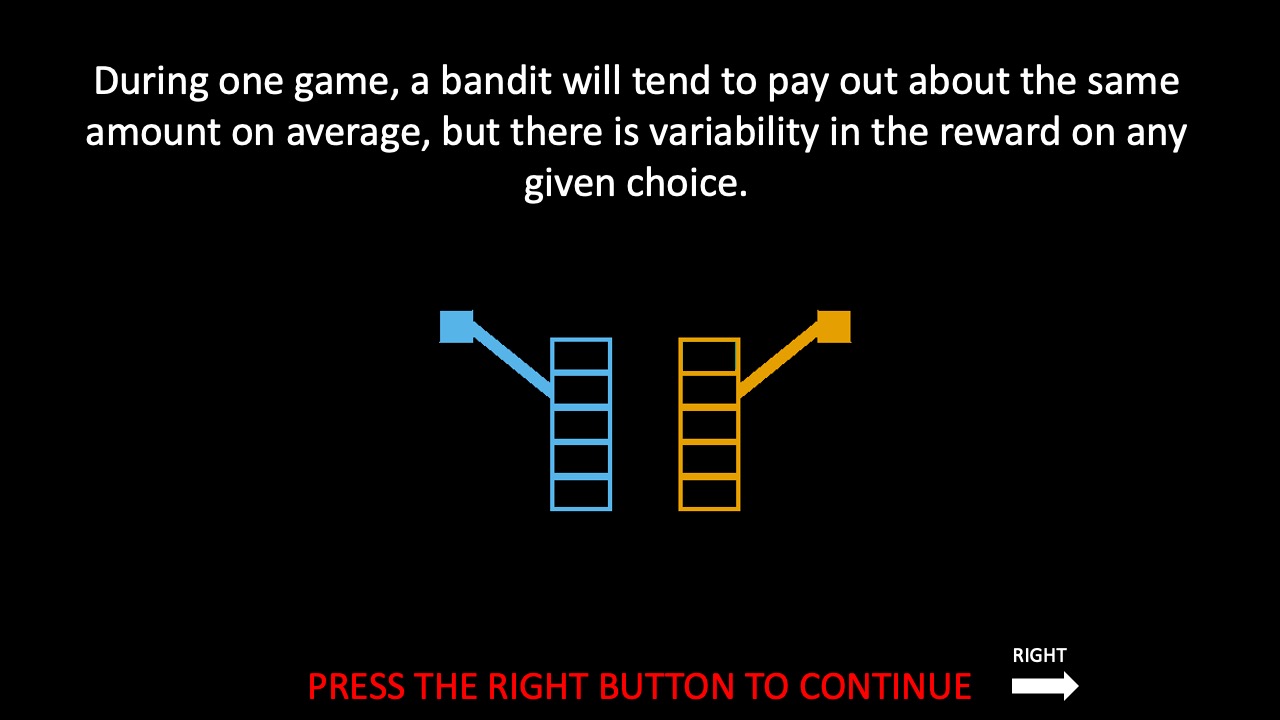 During one game, a bandit will tend to pay out about the same
amount on average, but there is variability in the reward on any
given choice.
RIGHT
PRESS THE RIGHT BUTTON TO CONTINUE